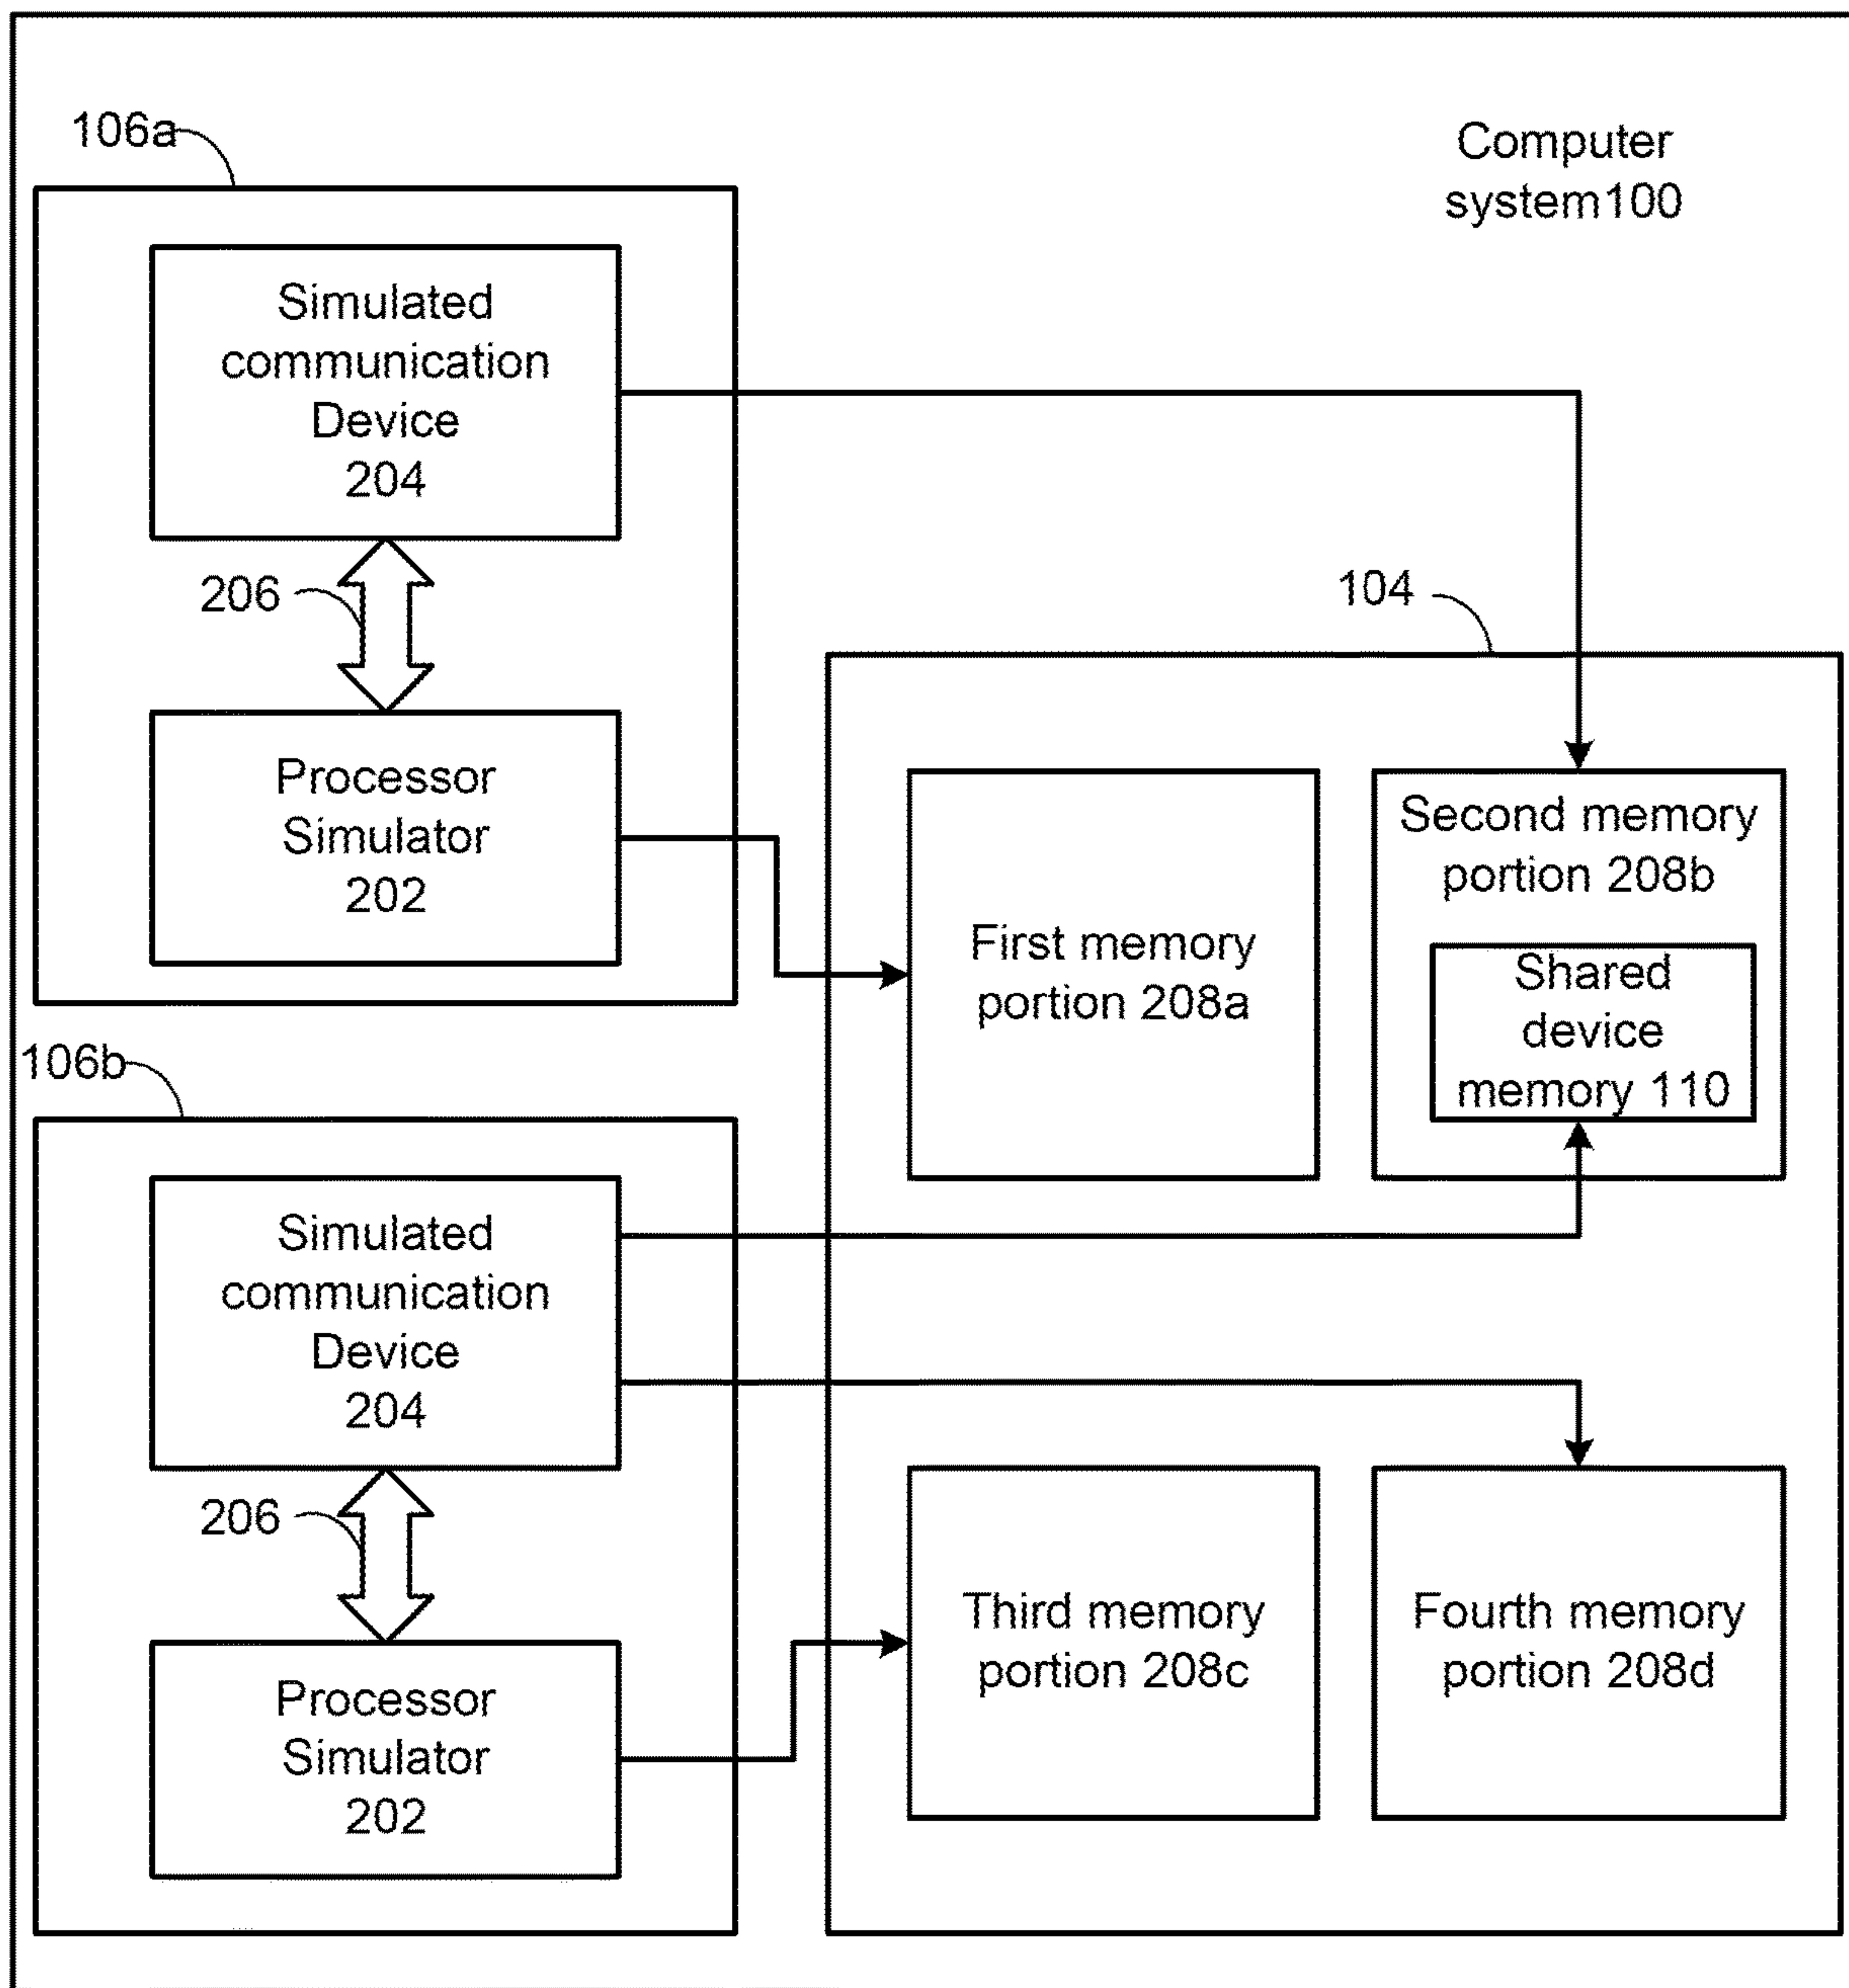 106a
Computer
system100
Simulated
communication
Device
204
206
104
Processor
Simulator
202
Second memory
portion 208b
First memory
portion 208a
Shared
device
memory 110
106b
Simulated
communication
Device
204
206
Third memory
portion 208c
Fourth memory
portion 208d
Processor
Simulator
202